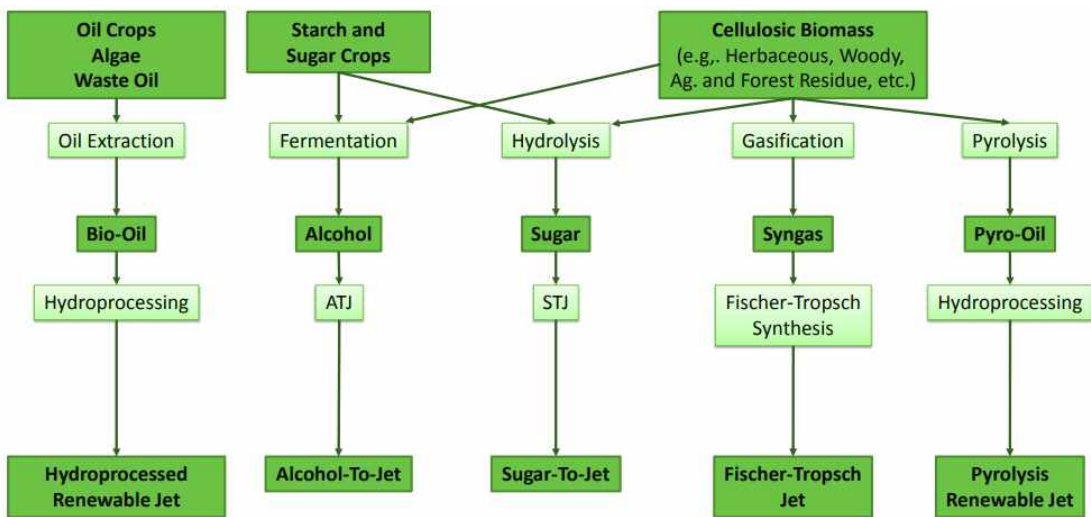 Oil Crops
Algae
Waste Oil
Starch and
Sugar Crops
Cellulosic Biomass
(e.g,. Herbaceous, Woody,
Ag. and Forest Residue, etc.)
Oil Extraction
Fermentation
Hydrolysis
Gasification
Pyrolysis
Bio-Oil
Alcohol
Sugar
Syngas
Pyro-Oil
Hydroprocessing
ATJ
STJ
Fischer-Tropsch
Synthesis
Hydroprocessing
Hydroprocessed
Renewable Jet
Alcohol-To-Jet
Sugar-To-Jet
Fischer-Tropsch
Jet
Pyrolysis
Renewable Jet